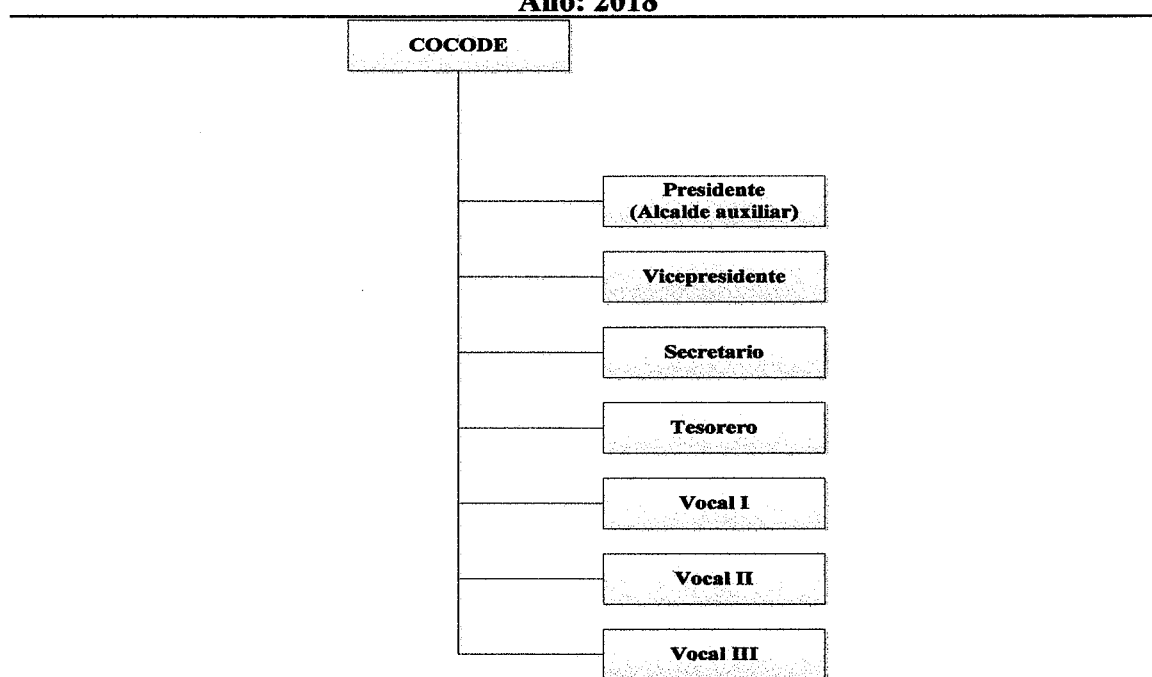 Año: 2018
COCODE
Presidente
(Alcalde auxiliar)
Vicepresidente
Secretario
Tesorero
Vocal I
Vocal II
Vocal III